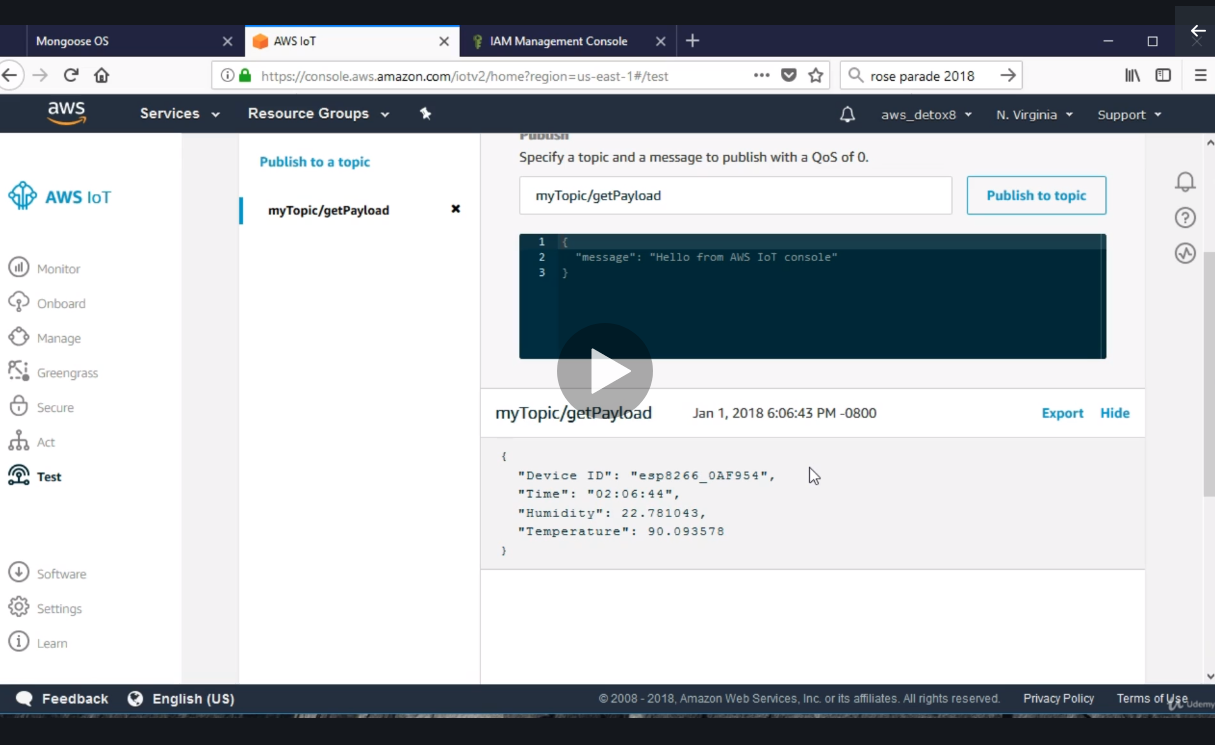 Mongoose OS
AWS IoT
IAM Management Console
https://console.aws.amazon.com/iotv2/home?region=us-east-1#/test
rose parade 2018
aws
Services
Resource Groups
aws_detox8
N. Virginia
Support
AWS IoT
Monitor
Onboard
Manage
Greengrass
Secure
Act
Test
Software
Settings
Learn
Publish to a topic
myTopic/getPayload
Publish
Specify a topic and a message to publish with a QoS of 0.
myTopic/getPayload
Publish to topic
1 {
2 "message": "Hello from AWS IoT console"
3 }
myTopic/getPayload Jan 1, 2018 6:06:43 PM -0800 Export Hide
{
"Device ID": "esp8266_0AF954",
"Time": "02:06:44",
"Humidity": 22.781043,
"Temperature": 90.093578
}
Feedback
English (US)
© 2008 - 2018, Amazon Web Services, Inc. or its affiliates. All rights reserved.
Privacy Policy
Terms of Use
Udemy